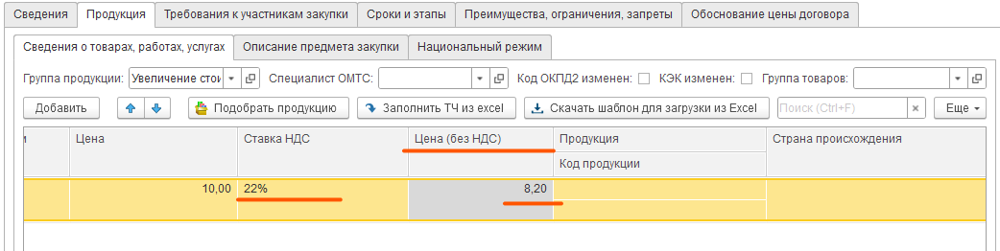 Сведения Продукция Требования к участникам закупки Сроки и этапы Преимущества, ограничения, запреты Обоснование цены договора
Сведения о товарах, работах, услугах Описание предмета закупки Национальный режим
Группа продукции: Увеличение стои Специалист ОМТС: Код ОКПД2 изменен: КЭК изменен: Группа товаров:
Добавить Подобрать продукцию Заполнить ТЧ из excel Скачать шаблон для загрузки из Excel Поиск (Ctrl+F) × Еще
и Цена Ставка НДС Цена (без НДС) Продукция Страна происхождения
Код продукции
10,00 22% 8,20